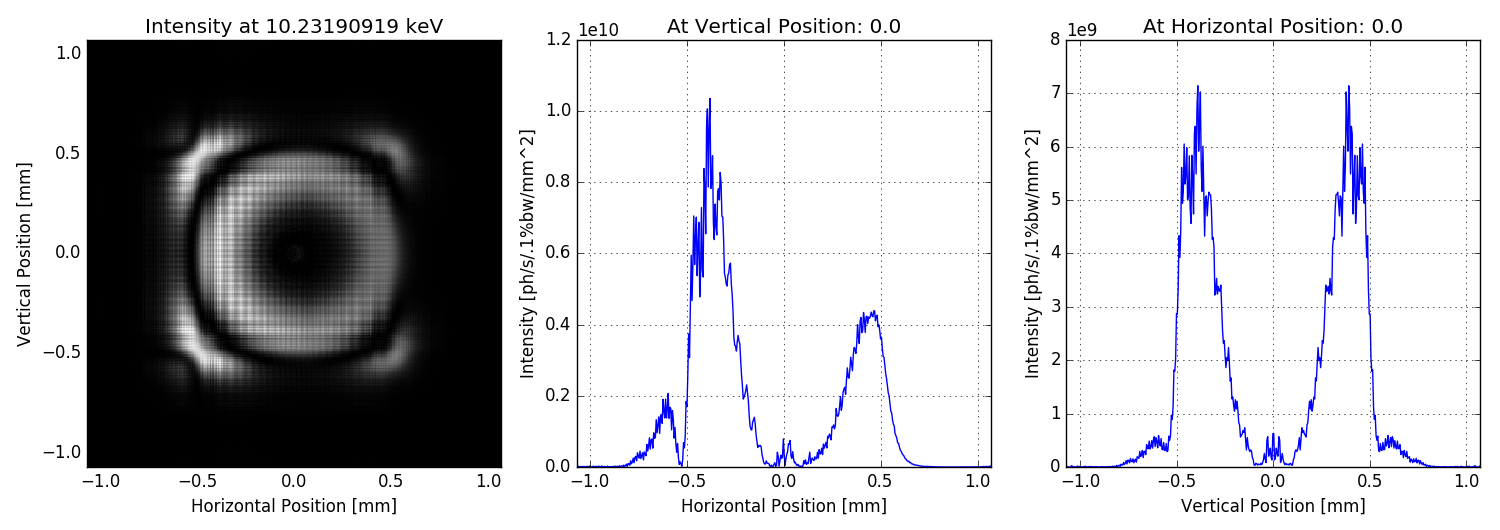 Intensity at 10.23190919 keV
1.0
0.5
0.0
−0.5
−1.0
Vertical Position [mm]
−1.0 −0.5 0.0 0.5 1.0
Horizontal Position [mm]
At Vertical Position: 0.0
1e10
1.2
1.0
0.8
0.6
0.4
0.2
0.0
Intensity [ph/s/.1%bw/mm^2]
−1.0 −0.5 0.0 0.5 1.0
Horizontal Position [mm]
At Horizontal Position: 0.0
1e9
8
7
6
5
4
3
2
1
0
Intensity [ph/s/.1%bw/mm^2]
−1.0 −0.5 0.0 0.5 1.0
Vertical Position [mm]